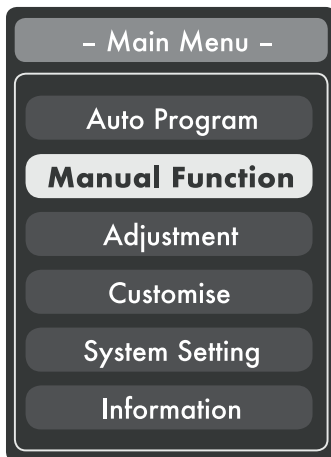 – Main Menu –
Auto Program
Manual Function
Adjustment
Customise
System Setting
Information